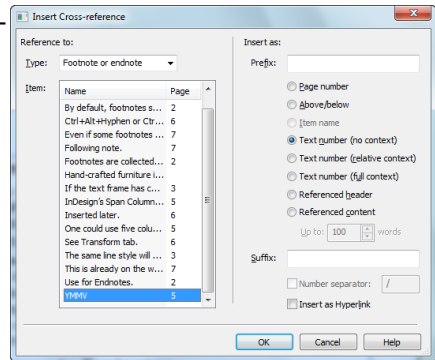 Insert Cross-reference
Reference to:
Type: Footnote or endnote
Item:
Name Page
By default, footnotes s... 2
Ctrl+Alt+Hyphen or Ctr... 6
Even if some footnotes ... 7
Following note. 7
Footnotes are collected... 2
Hand-crafted furniture i...
If the text frame has c... 3
InDesign's Span Column... 5
Inserted later. 6
One could use five colu... 5
See Transform tab. 6
The same line style will ... 3
This is already on the w... 7
Use for Endnotes. 2
YMMV 5
Insert as:
Prefix:
Page number
Above/below
Item name
Text number (no context)
Text number (relative context)
Text number (full context)
Referenced header
Referenced content
Up to: 100 words
Suffix:
Number separator: /
Insert as Hyperlink
OK Cancel Help